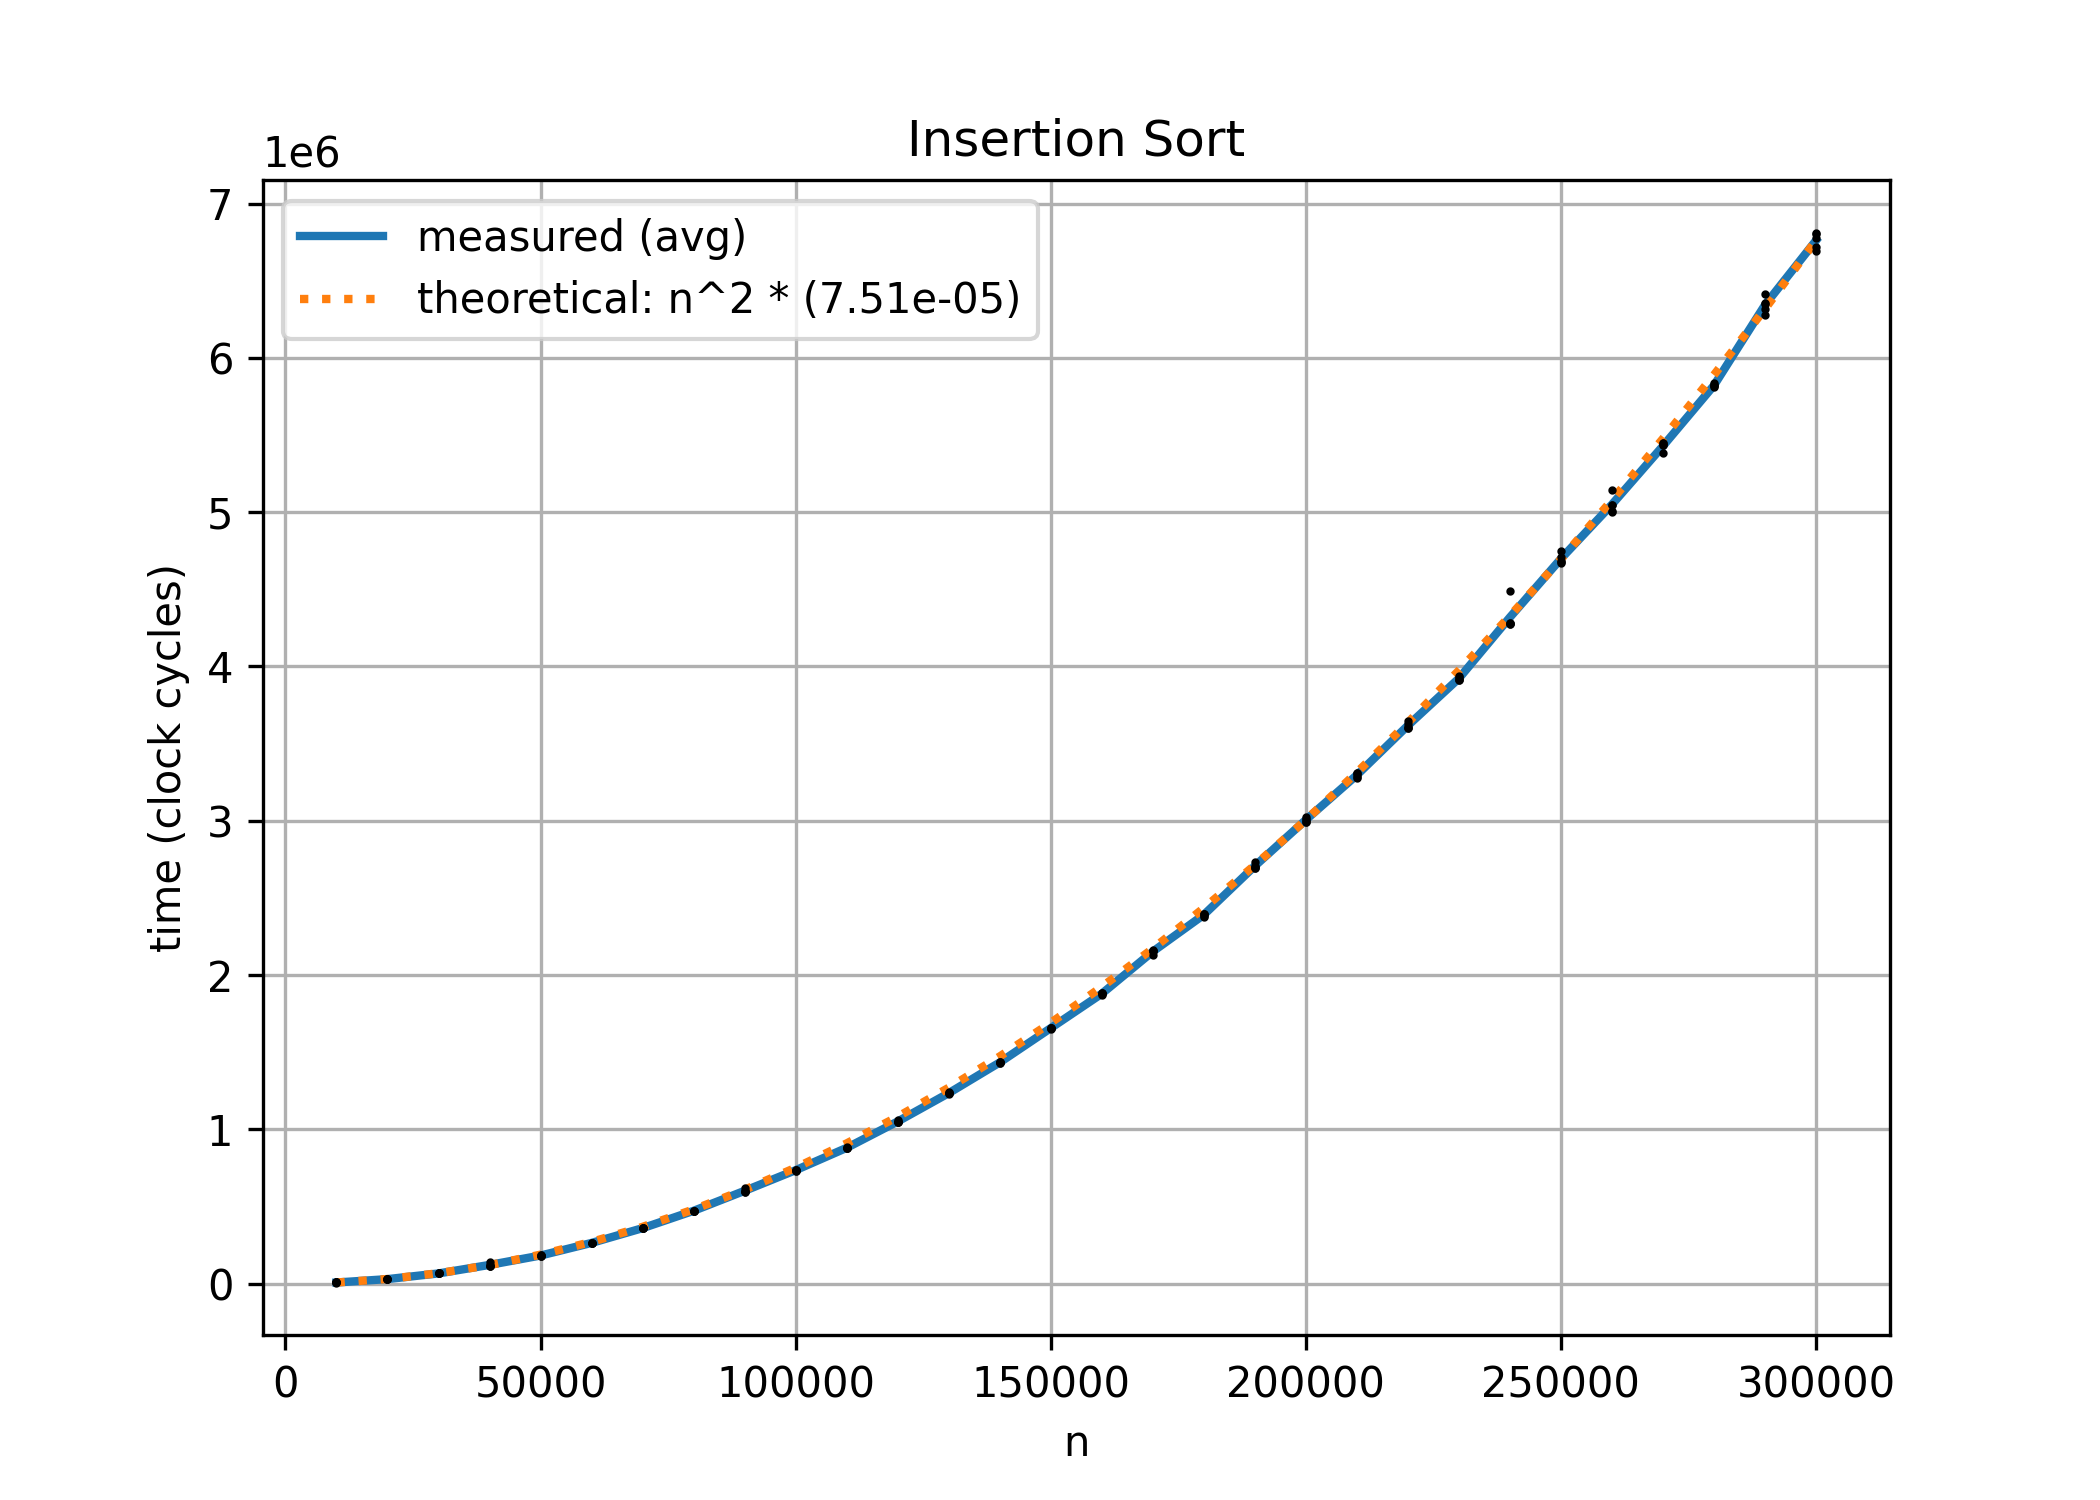 Insertion Sort
1e6
measured (avg)
theoretical: n^2 * (7.51e-05)
7
6
5
4
3
2
1
0
time (clock cycles)
0 50000 100000 150000 200000 250000 300000
n